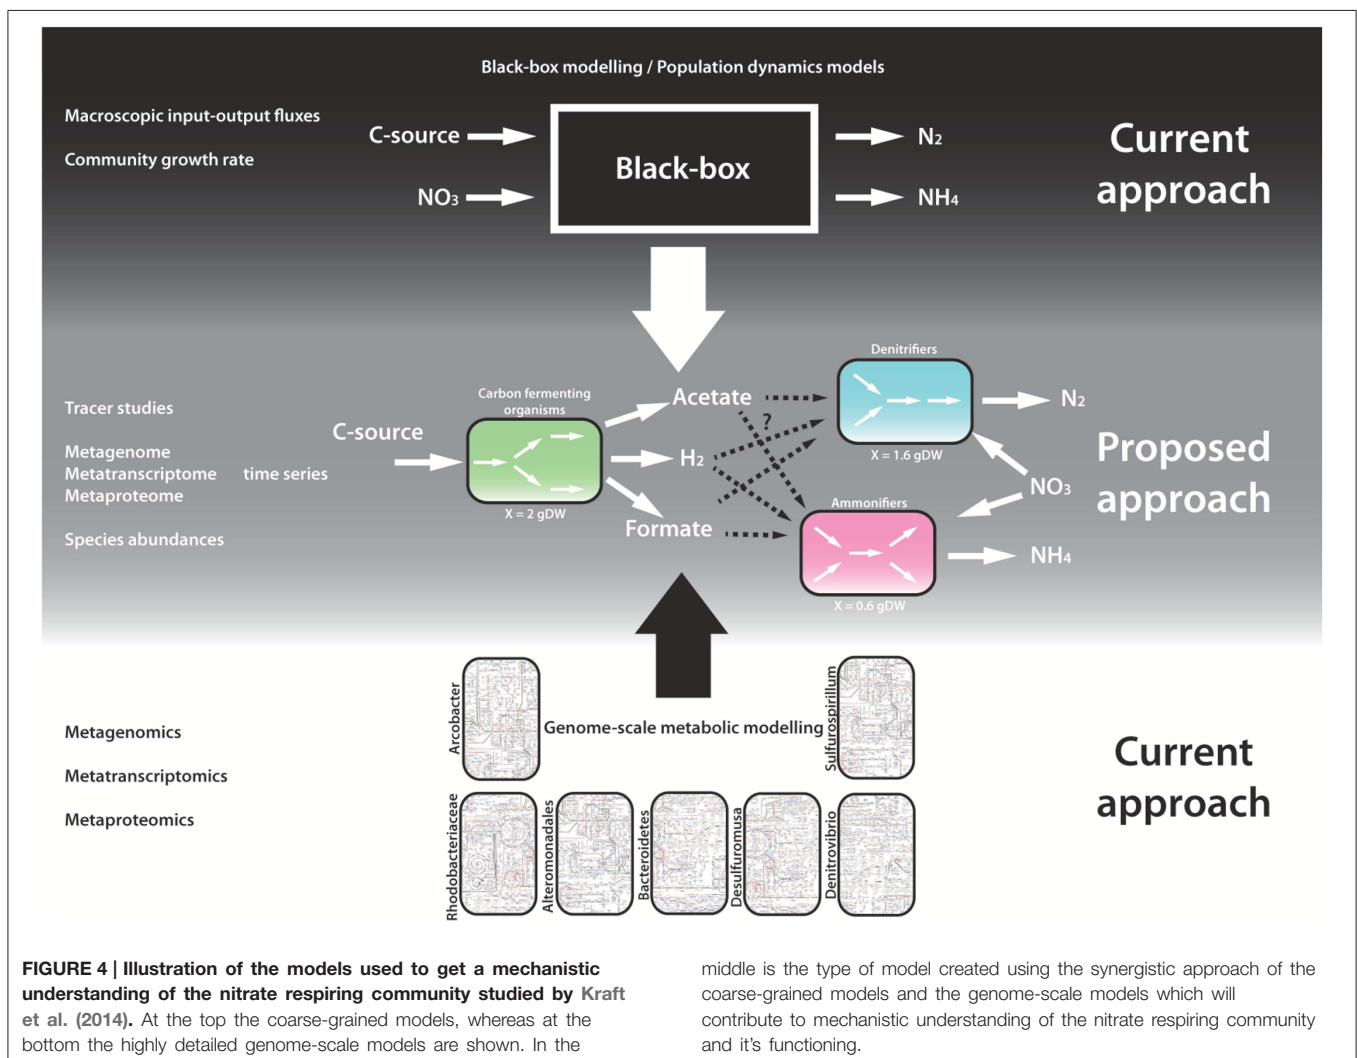 Black-box modelling / Population dynamics models
Macroscopic input-output fluxes
Community growth rate
C-source
NO3
Black-box
N2
NH4
Current
approach
Tracer studies
Metagenome
Metatranscriptome time series
Metaproteome
Species abundances
C-source
Carbon fermenting
organisms
X = 2 gDW
Acetate
H2
Formate
?
Denitrifiers
X = 1.6 gDW
Ammonifiers
X = 0.6 gDW
N2
NO3
NH4
Proposed
approach
Metagenomics
Metatranscriptomics
Metaproteomics
Genome-scale metabolic modelling
Arcobacter
Sulfurospirillum
Rhodobacteriaceae
Alteromonadales
Bacteroidetes
Desulfuromusa
Denitrovibrio
Current
approach
FIGURE 4 | Illustration of the models used to get a mechanistic
understanding of the nitrate respiring community studied by Kraft
et al. (2014). At the top the coarse-grained models, whereas at the
bottom the highly detailed genome-scale models are shown. In the
middle is the type of model created using the synergistic approach of the
coarse-grained models and the genome-scale models which will
contribute to mechanistic understanding of the nitrate respiring community
and it's functioning.